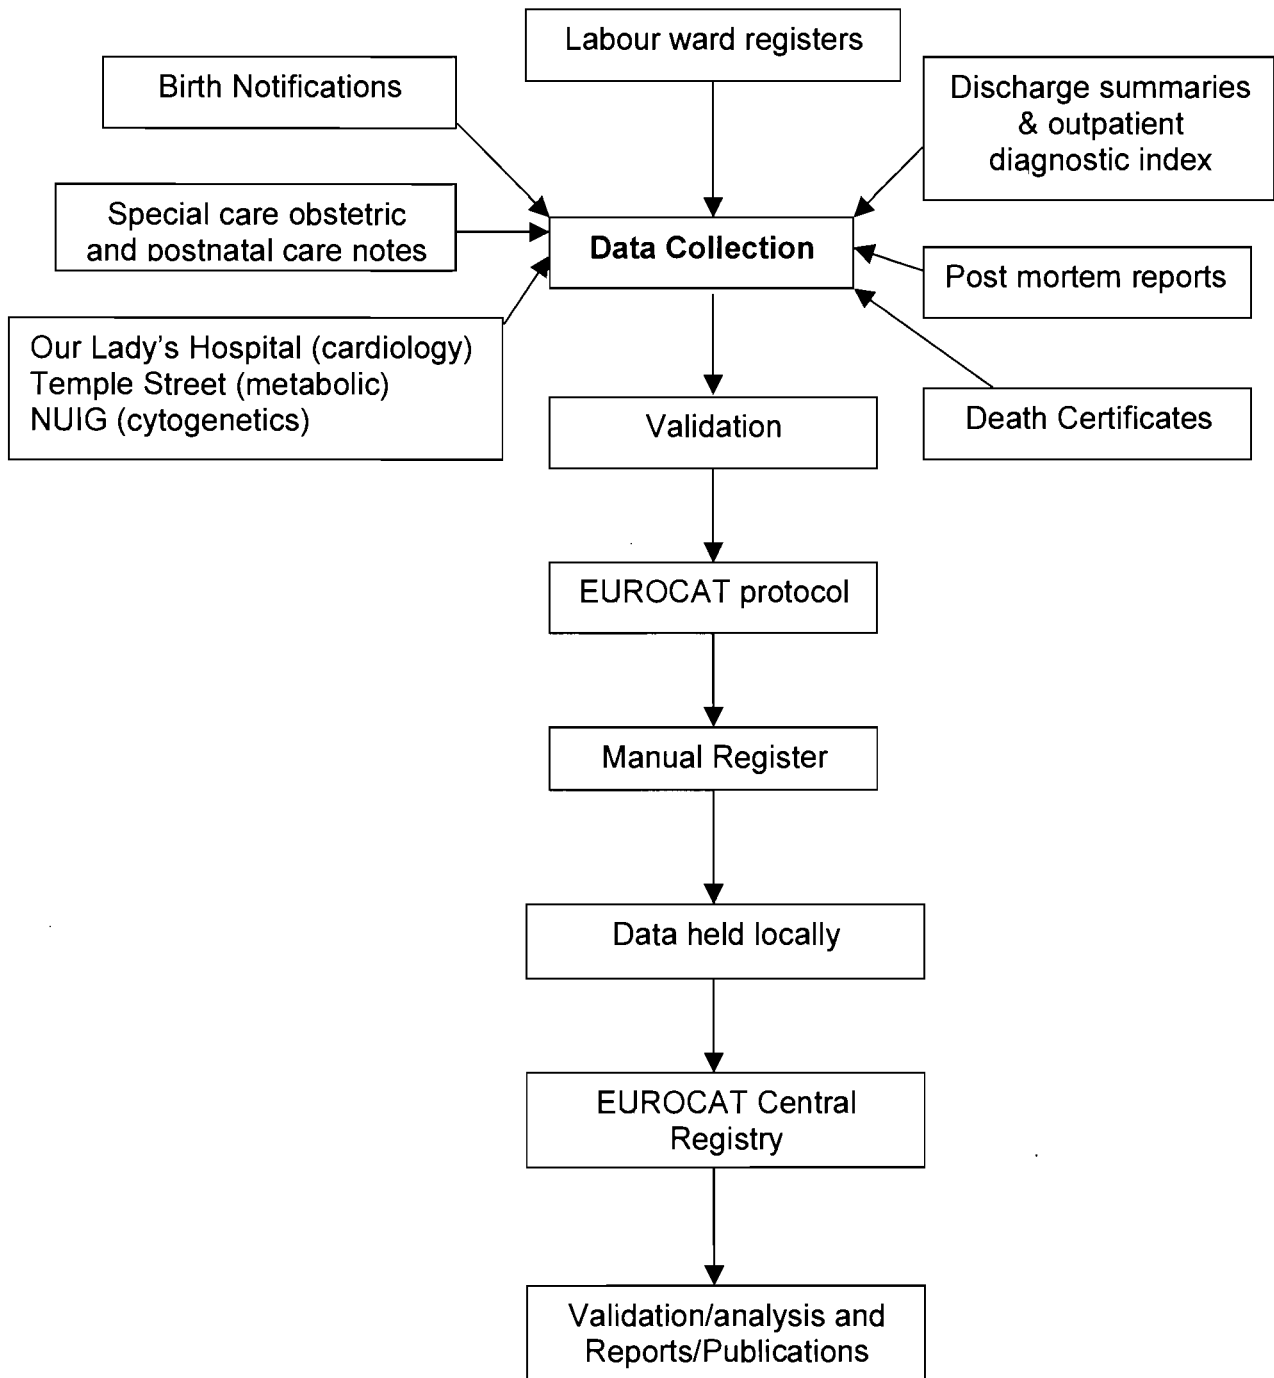 Labour ward registers
Birth Notifications
Discharge summaries
& outpatient
diagnostic index
Special care obstetric
and postnatal care notes
Data Collection
Post mortem reports
Our Lady's Hospital (cardiology)
Temple Street (metabolic)
NUIG (cytogenetics)
Death Certificates
Validation
EUROCAT protocol
Manual Register
Data held locally
EUROCAT Central
Registry
Validation/analysis and
Reports/Publications